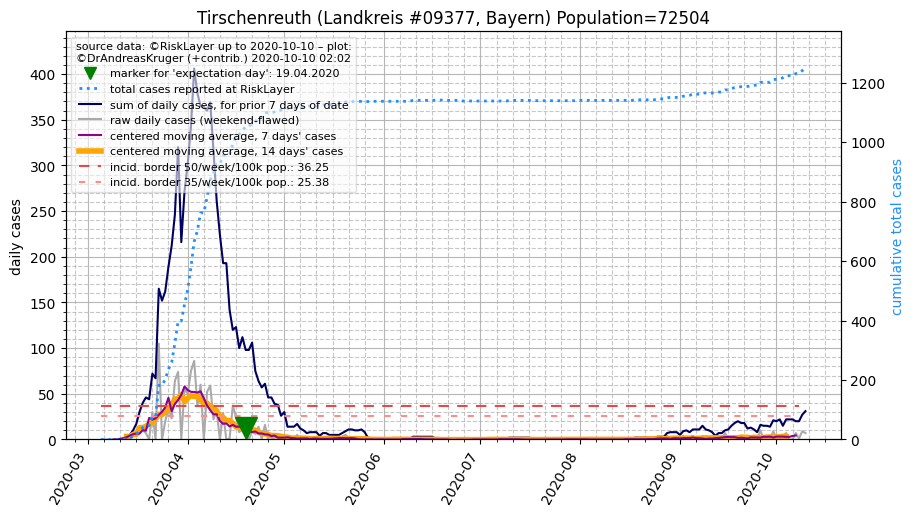 Tirschenreuth (Landkreis #09377, Bayern) Population=72504
source data: ©RiskLayer up to 2020-10-10 – plot:
©DrAndreasKruger (+contrib.) 2020-10-10 02:02
marker for 'expectation day': 19.04.2020
total cases reported at RiskLayer
sum of daily cases, for prior 7 days of date
raw daily cases (weekend-flawed)
centered moving average, 7 days' cases
centered moving average, 14 days' cases
incid. border 50/week/100k pop.: 36.25
incid. border 35/week/100k pop.: 25.38
daily cases
400
350
300
250
200
150
100
50
0
cumulative total cases
1200
1000
800
600
400
200
0
2020-03
2020-04
2020-05
2020-06
2020-07
2020-08
2020-09
2020-10